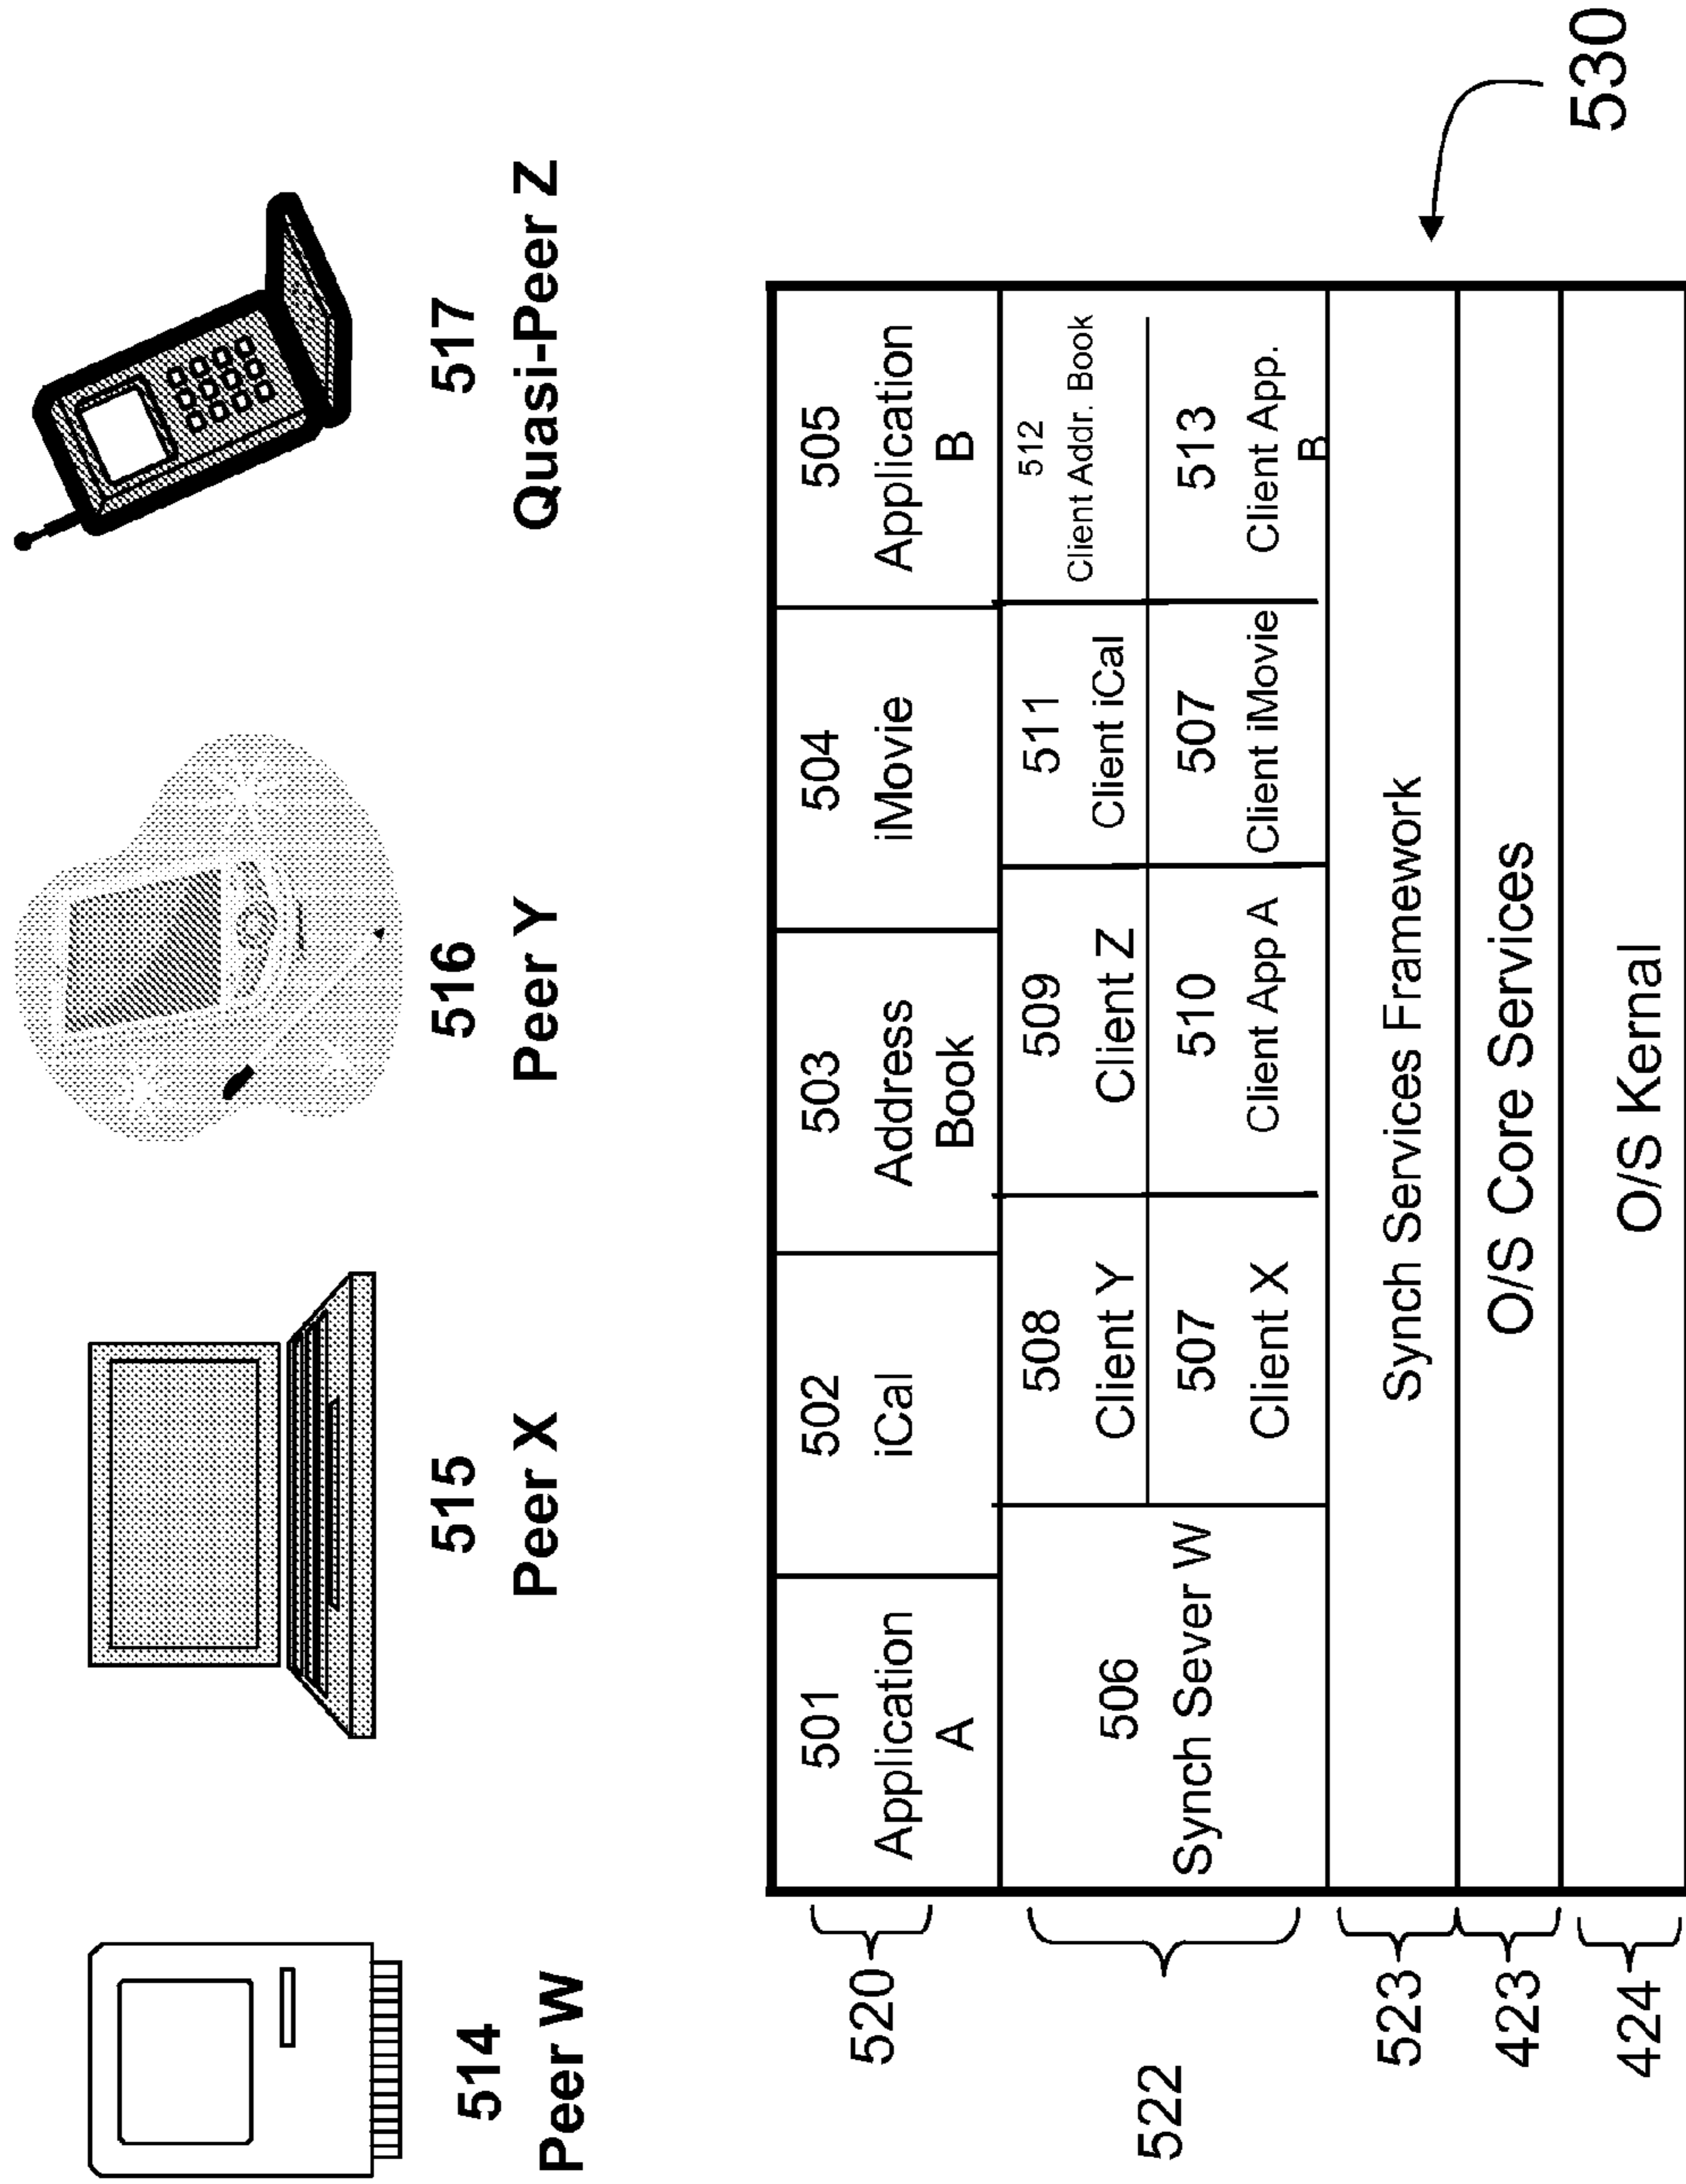 514
Peer W
515
Peer X
516
Peer Y
517
Quasi-Peer Z
520
501
Application
A
502
iCal
503
Address
Book
504
iMovie
505
Application
B
522
506
Synch Sever W
508
Client Y
507
Client X
509
Client Z
510
Client App A
511
Client iCal
507
Client iMovie
512
Client Addr. Book
513
Client App.
B
523
Synch Services Framework
423
O/S Core Services
424
O/S Kernal
530